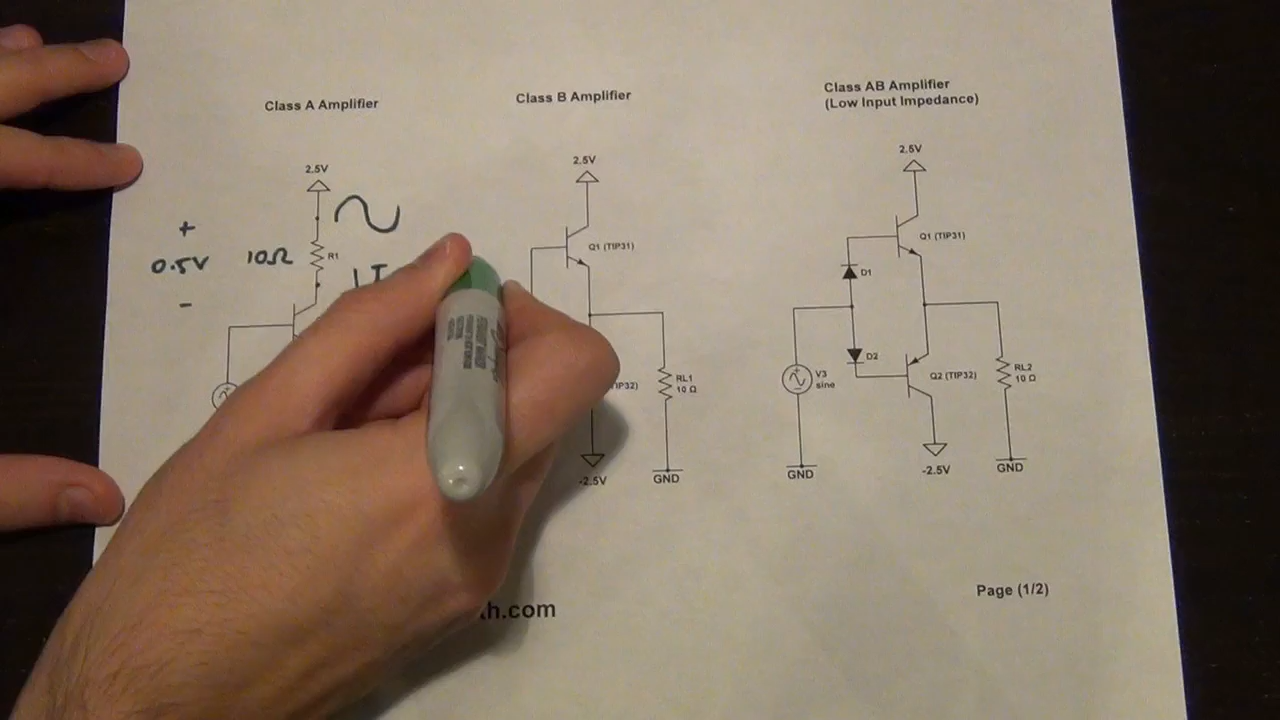 Class A Amplifier
2.5V
+
0.5V
-
10Ω
R1
Class B Amplifier
2.5V
Q1 (TIP31)
RL1
10 Ω
-2.5V
GND
Class AB Amplifier
(Low Input Impedance)
2.5V
Q1 (TIP31)
D1
D2
V3
sine
Q2 (TIP32)
RL2
10 Ω
GND
-2.5V
GND
Page (1/2)